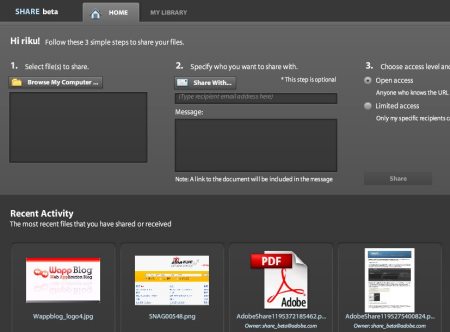 SHARE beta
HOME
MY LIBRARY
Hi riku! Follow these 3 simple steps to share your files.
1. Select file(s) to share.
Browse My Computer ...
2. Specify who you want to share with.
Share With...
* This step is optional
(Type recipient email address here)
Message:
Note: A link to the document will be included in the message
3. Choose access level an
Open access
Anyone who knows the URL
Limited access
Only my specific recipients c
Share
Recent Activity
The most recent files that you have shared or received
WappBlog
Web Application Blog
PDF
Adobe
Wappblog_logo4.jpg
SNAG00548.png
AdobeShare1195372185462.p...
Owner: share_beta@adobe.com
AdobeShare1195275400824.p...
Owner: share_beta@adobe.com